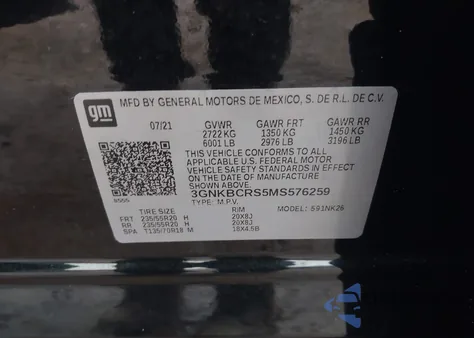 gm
MFD BY GENERAL MOTORS DE MEXICO, S. DE R.L. DE C.V.
07/21 GVWR GAWR FRT GAWR RR
2722 KG 1350 KG 1450 KG
6001 LB 2976 LB 3196 LB
THIS VEHICLE CONFORMS TO ALL
APPLICABLE U.S. FEDERAL MOTOR
VEHICLE SAFETY STANDARDS IN EFFECT
ON THE DATE OF MANUFACTURE SHOWN ABOVE.
3GNKBCRS5MS576259
TYPE: M.P.V. MODEL:
TIRE SIZE RIM
FRT 235/55R20 H 20X8J
RR 235/55R20 H 20X8J
SPA T135/70R18 M 18X4.5B